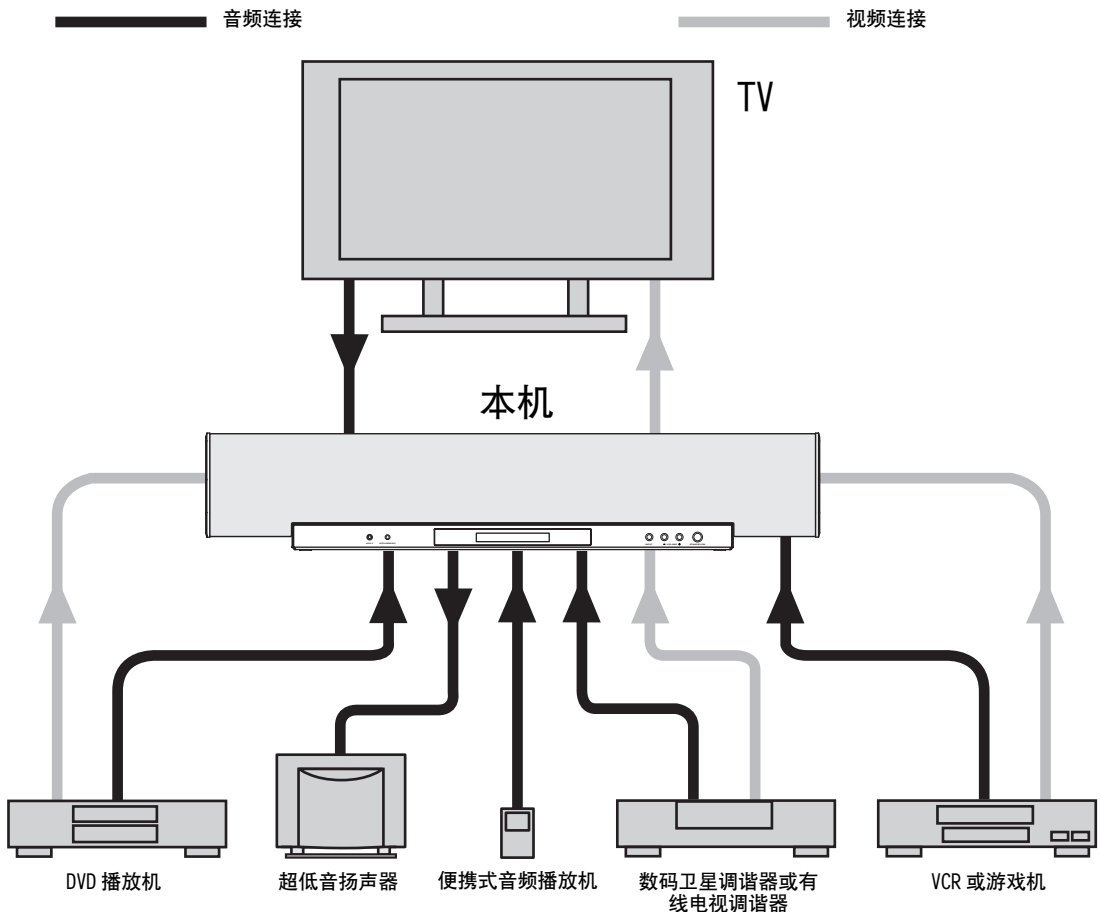 音频连接
视频连接
TV
本机
DVD 播放机
超低音扬声器
便携式音频播放机
数码卫星调谐器或有
线电视调谐器
VCR 或游戏机